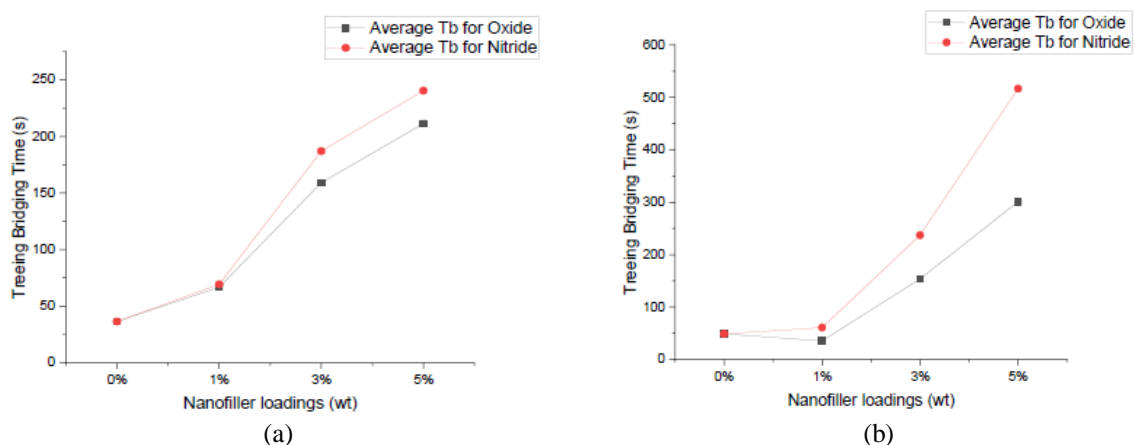 Average Tb for Oxide
Average Tb for Nitride
Treeing Bridging Time (s)
250
200
150
100
50
0
0% 1% 3% 5%
Nanofiller loadings (wt)
(a)
Average Tb for Oxide
Average Tb for Nitride
Treeing Bridging Time (s)
600
500
400
300
200
100
0
0% 1% 3% 5%
Nanofiller loadings (wt)
(b)